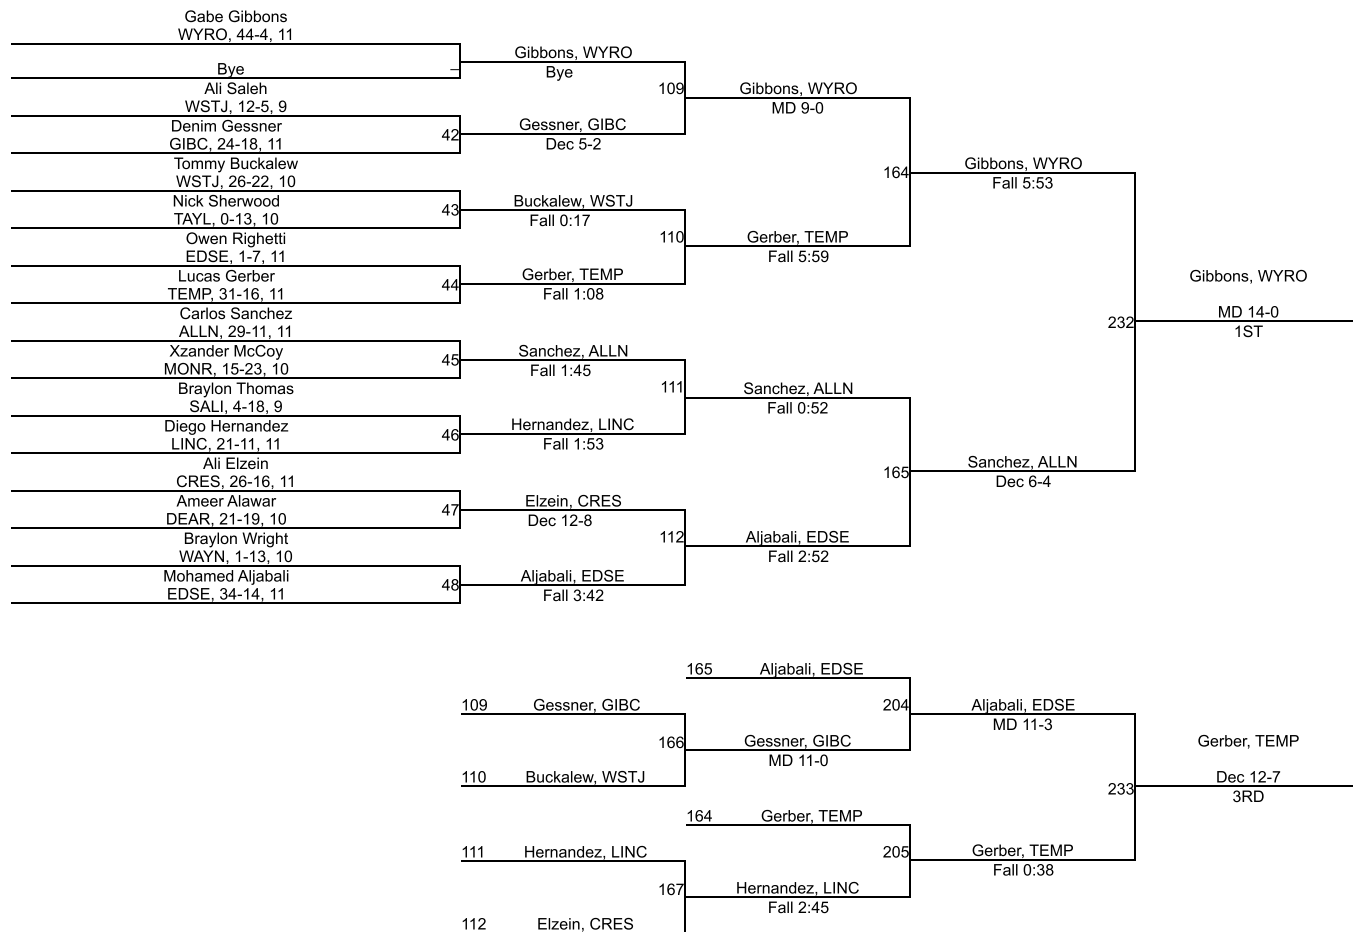 Gabe Gibbons
WYRO, 44-4, 11
Bye
Ali Saleh
WSTJ, 12-5, 9
Denim Gessner
GIBC, 24-18, 11
Tommy Buckalew
WSTJ, 26-22, 10
Nick Sherwood
TAYL, 0-13, 10
Owen Righetti
EDSE, 1-7, 11
Lucas Gerber
TEMP, 31-16, 11
Carlos Sanchez
ALLN, 29-11, 11
Xzander McCoy
MONR, 15-23, 10
Braylon Thomas
SALI, 4-18, 9
Diego Hernandez
LINC, 21-11, 11
Ali Elzein
CRES, 26-16, 11
Ameer Alawar
DEAR, 21-19, 10
Braylon Wright
WAYN, 1-13, 10
Mohamed Aljabali
EDSE, 34-14, 11
–
42
43
44
45
46
47
48
Gibbons, WYRO
Bye
Gessner, GIBC
Dec 5-2
Buckalew, WSTJ
Fall 0:17
Gerber, TEMP
Fall 1:08
Sanchez, ALLN
Fall 1:45
Hernandez, LINC
Fall 1:53
Elzein, CRES
Dec 12-8
Aljabali, EDSE
Fall 3:42
109
110
111
112
Gibbons, WYRO
MD 9-0
Gerber, TEMP
Fall 5:59
Sanchez, ALLN
Fall 0:52
Aljabali, EDSE
Fall 2:52
164
165
Gibbons, WYRO
Fall 5:53
Sanchez, ALLN
Dec 6-4
232
Gibbons, WYRO
MD 14-0
1ST
109 Gessner, GIBC
110 Buckalew, WSTJ
111 Hernandez, LINC
112 Elzein, CRES
166
167
165 Aljabali, EDSE
Gessner, GIBC
MD 11-0
164 Gerber, TEMP
Hernandez, LINC
Fall 2:45
204
205
Aljabali, EDSE
MD 11-3
Gerber, TEMP
Fall 0:38
233
Gerber, TEMP
Dec 12-7
3RD